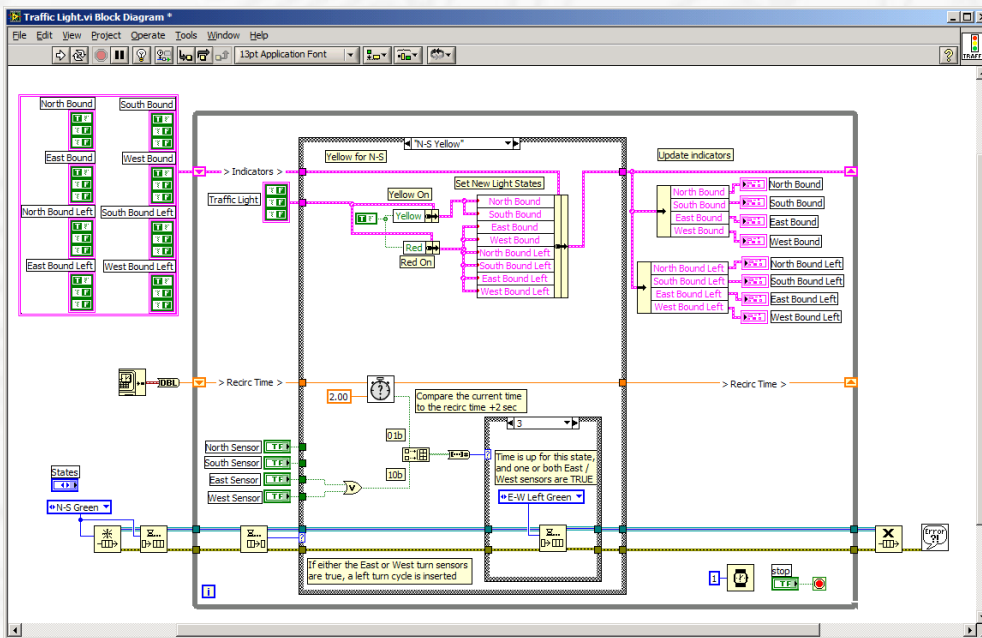 Traffic Light.vi Block Diagram *
File Edit View Project Operate Tools Window Help
13pt Application Font
TRAFF
North Bound South Bound
East Bound West Bound
North Bound Left South Bound Left
East Bound Left West Bound Left
"N-S Yellow"
Yellow for N-S
> Indicators >
Traffic Light
Yellow On
Yellow
Red
Red On
Set New Light States
North Bound
South Bound
East Bound
West Bound
North Bound Left
South Bound Left
East Bound Left
West Bound Left
Update indicators
North Bound
South Bound
East Bound
West Bound
North Bound
South Bound
East Bound
West Bound
North Bound Left
South Bound Left
East Bound Left
West Bound Left
North Bound Left
South Bound Left
East Bound Left
West Bound Left
DBL
> Recirc Time >
2.00
Compare the current time
to the recirc time +2 sec
> Recirc Time >
01b
10b
North Sensor TF
South Sensor TF
East Sensor TF
West Sensor TF
3
Time is up for this state,
and one or both East /
West sensors are TRUE
E-W Left Green
States
N-S Green
If either the East or West turn sensors
are true, a left turn cycle is inserted
i
1
stop
TF
Error
?!